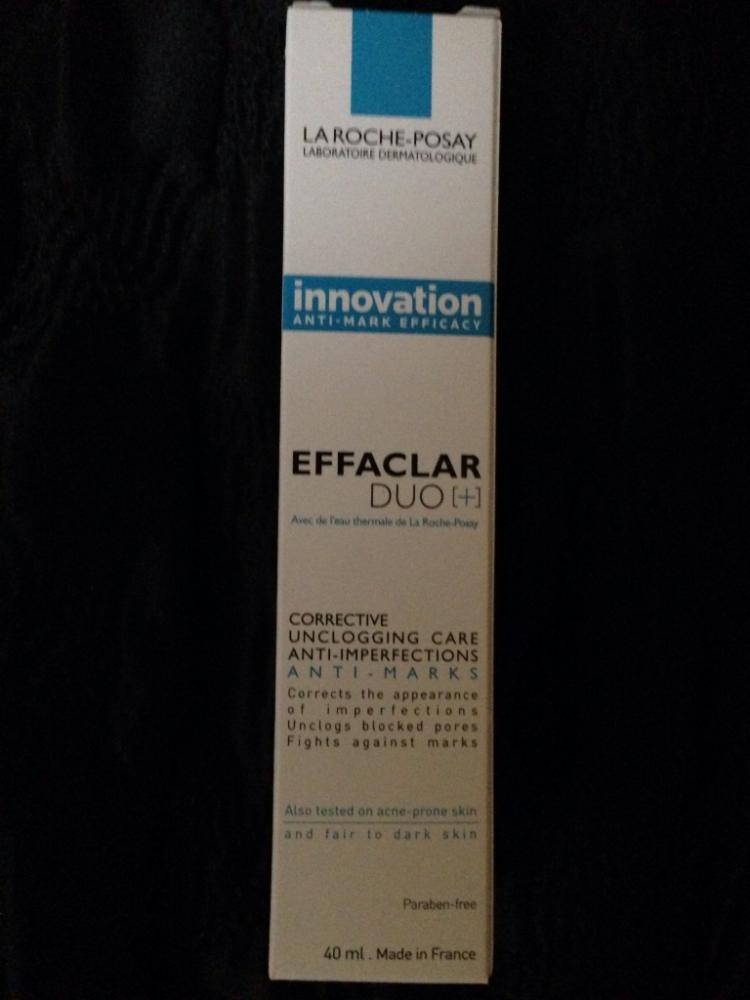 LA ROCHE-POSAY
LABORATOIRE DERMATOLOGIQUE
innovation
ANTI-MARK EFFICACY
EFFACLAR
DUO [+]
Avec de l'eau thermale de La Roche-Posay
CORRECTIVE
UNCLOGGING CARE
ANTI-IMPERFECTIONS
ANTI-MARKS
Corrects the appearance
of imperfections
Unclogs blocked pores
Fights against marks
Also tested on acne-prone skin
and fair to dark skin
Paraben-free
40 ml . Made in France